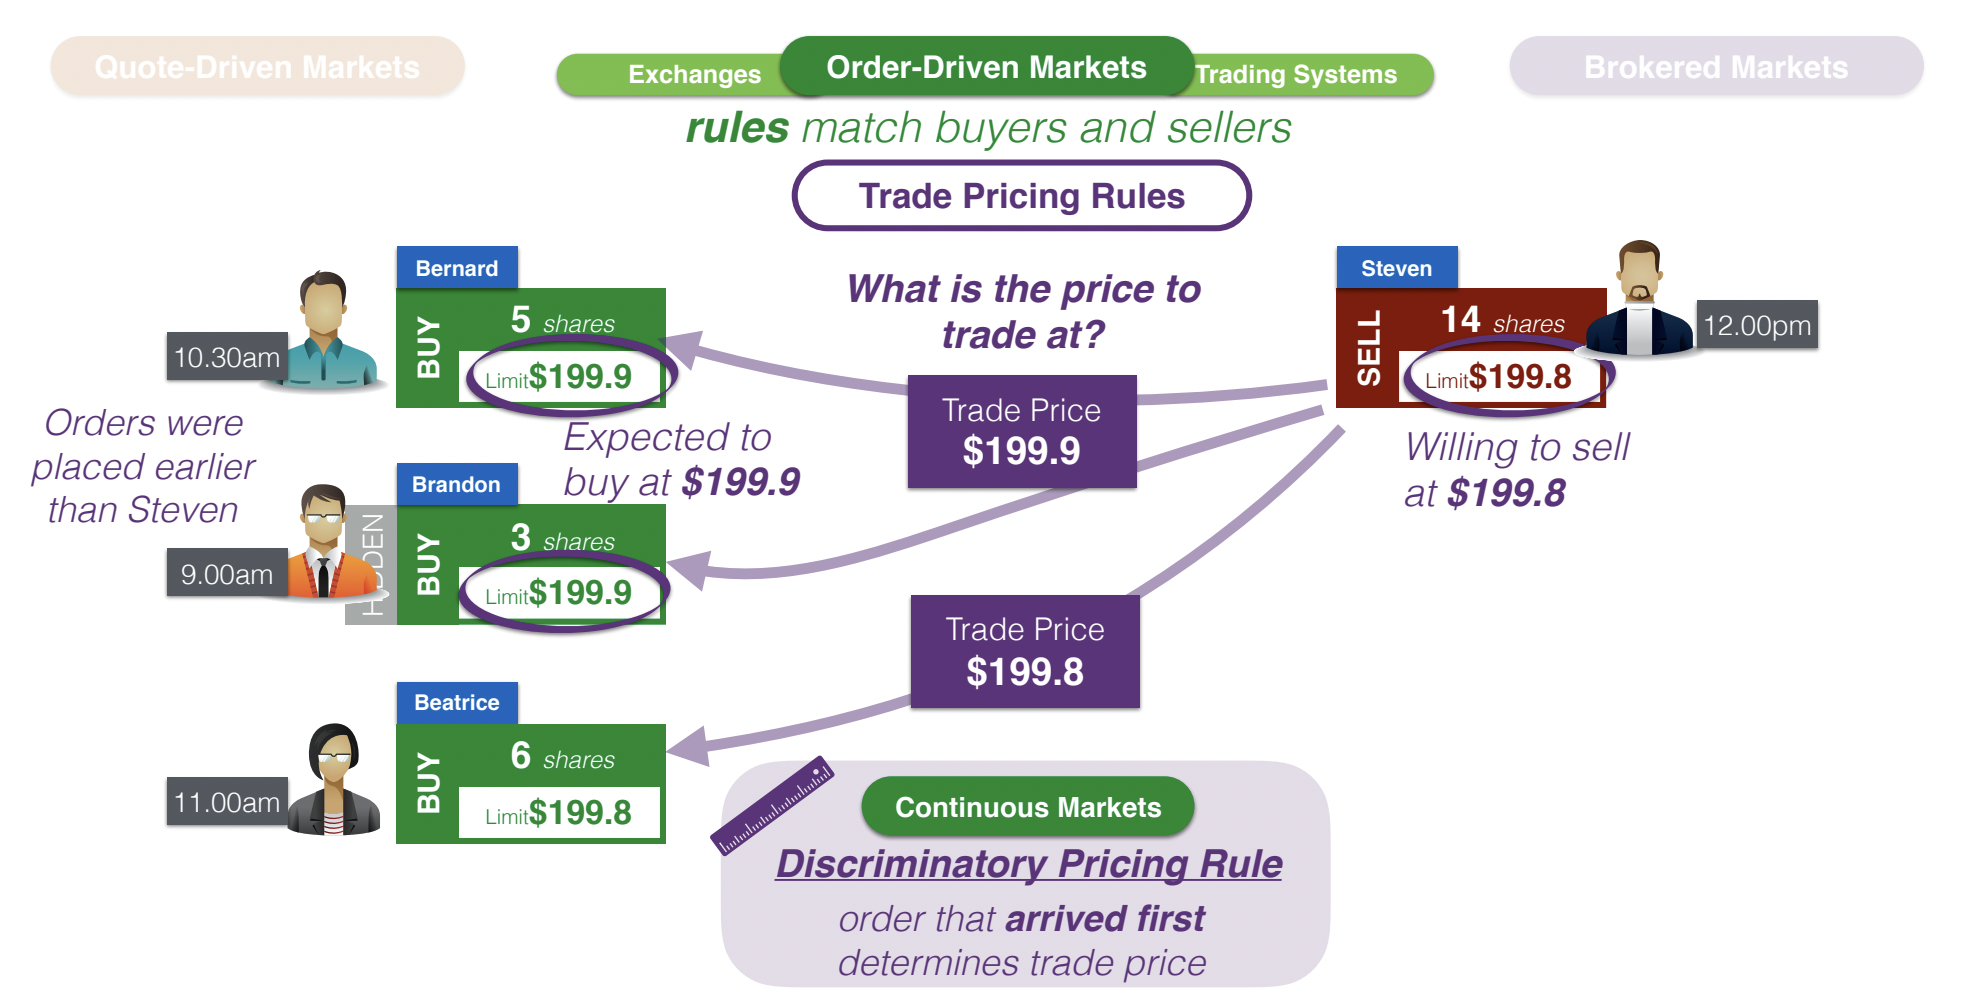 Quote-Driven Markets
Exchanges
Order-Driven Markets
Trading Systems
Brokered Markets
rules match buyers and sellers
Trade Pricing Rules
Bernard
BUY
5 shares
Limit$199.9
10.30am
What is the price to
trade at?
Steven
SELL
14 shares
Limit$199.8
12.00pm
Trade Price
$199.9
Orders were
placed earlier
than Steven
Expected to
buy at $199.9
Willing to sell
at $199.8
Brandon
HIDDEN
BUY
3 shares
Limit$199.9
9.00am
Trade Price
$199.8
Beatrice
BUY
6 shares
Limit$199.8
11.00am
Continuous Markets
Discriminatory Pricing Rule
order that arrived first
determines trade price